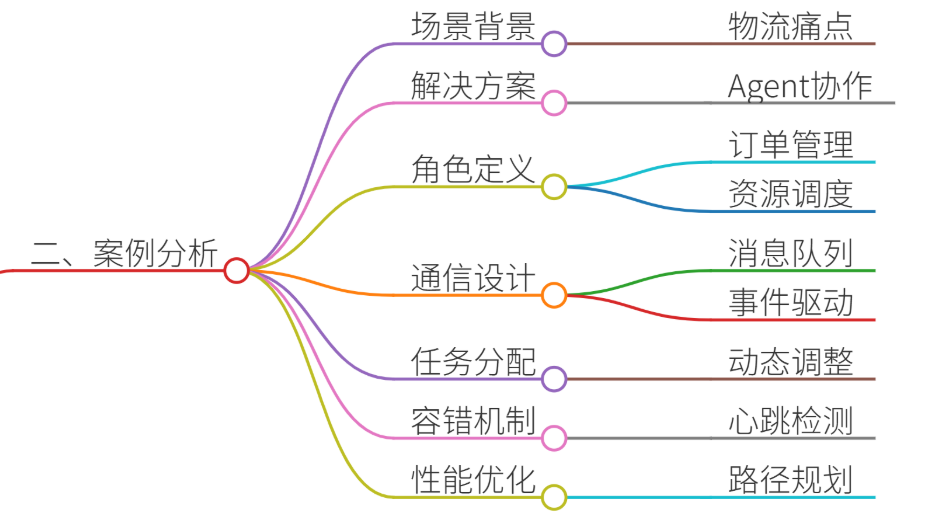 二、案例分析
场景背景
物流痛点
解决方案
Agent协作
角色定义
订单管理
资源调度
通信设计
消息队列
事件驱动
任务分配
动态调整
容错机制
心跳检测
性能优化
路径规划